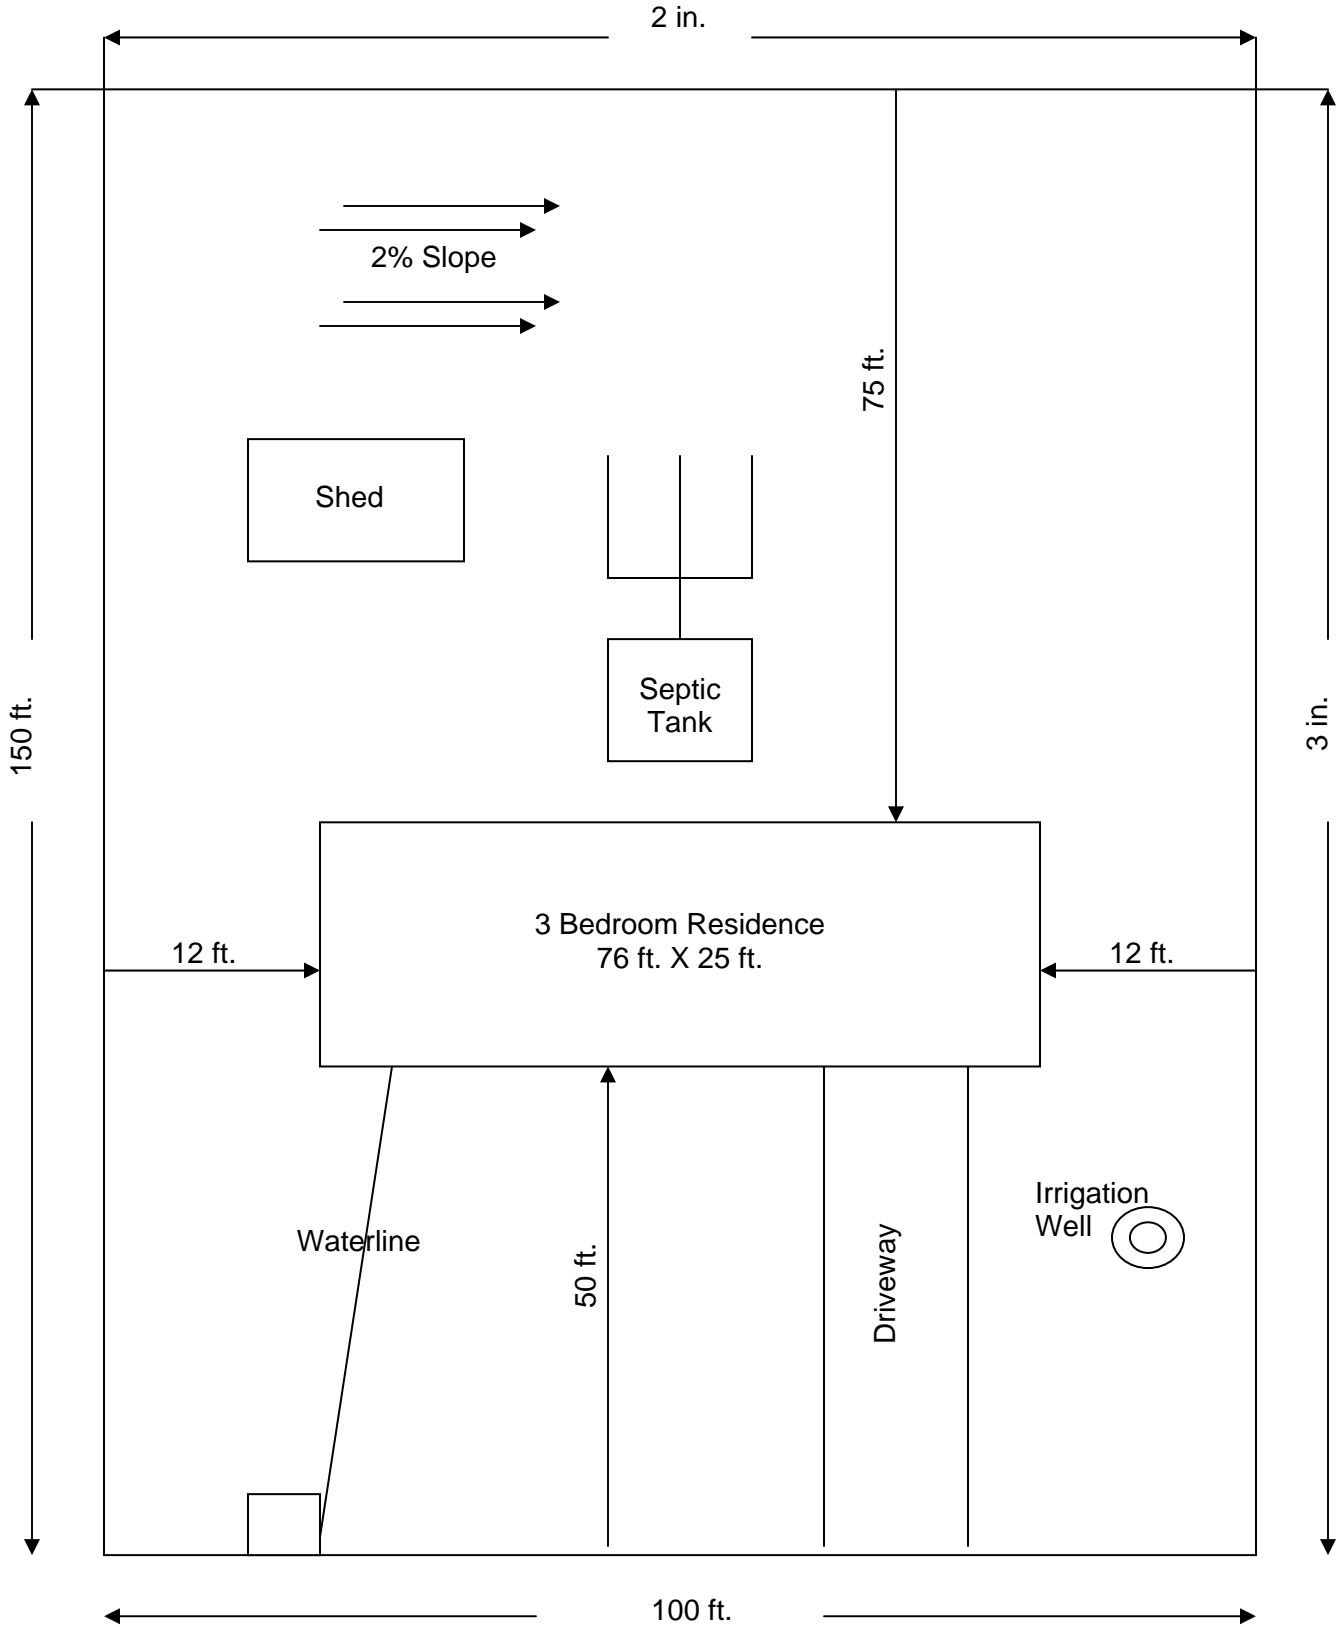 2 in.
2% Slope
75 ft.
Shed
Septic
Tank
150 ft.
3 in.
3 Bedroom Residence
76 ft. X 25 ft.
12 ft.
12 ft.
Irrigation
Well
Waterline
50 ft.
Driveway
100 ft.